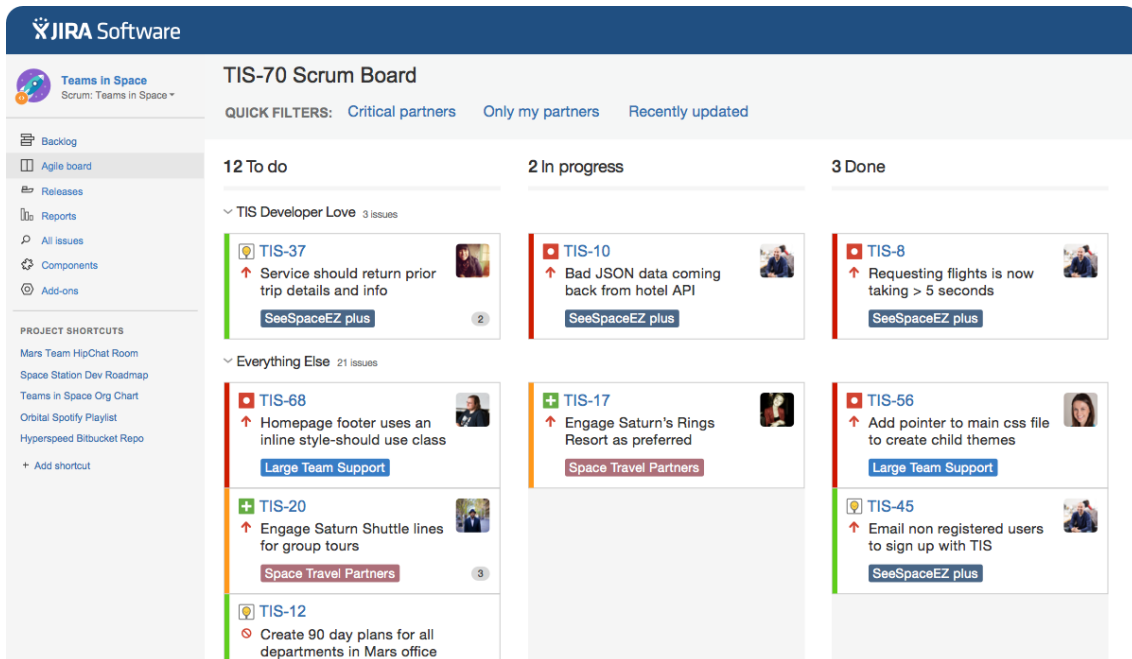 JIRA Software
Teams in Space
Scrum: Teams in Space
Backlog
Agile board
Releases
Reports
All issues
Components
Add-ons
PROJECT SHORTCUTS
Mars Team HipChat Room
Space Station Dev Roadmap
Teams in Space Org Chart
Orbital Spotify Playlist
Hyperspeed Bitbucket Repo
+ Add shortcut
TIS-70 Scrum Board
QUICK FILTERS: Critical partners Only my partners Recently updated
12 To do
2 In progress
3 Done
TIS Developer Love 3 issues
TIS-37
Service should return prior
trip details and info
SeeSpaceEZ plus
2
TIS-10
Bad JSON data coming
back from hotel API
SeeSpaceEZ plus
TIS-8
Requesting flights is now
taking > 5 seconds
SeeSpaceEZ plus
Everything Else 21 issues
TIS-68
Homepage footer uses an
inline style-should use class
Large Team Support
TIS-20
Engage Saturn Shuttle lines
for group tours
Space Travel Partners
3
TIS-12
Create 90 day plans for all
departments in Mars office
TIS-17
Engage Saturn's Rings
Resort as preferred
Space Travel Partners
TIS-56
Add pointer to main css file
to create child themes
Large Team Support
TIS-45
Email non registered users
to sign up with TIS
SeeSpaceEZ plus